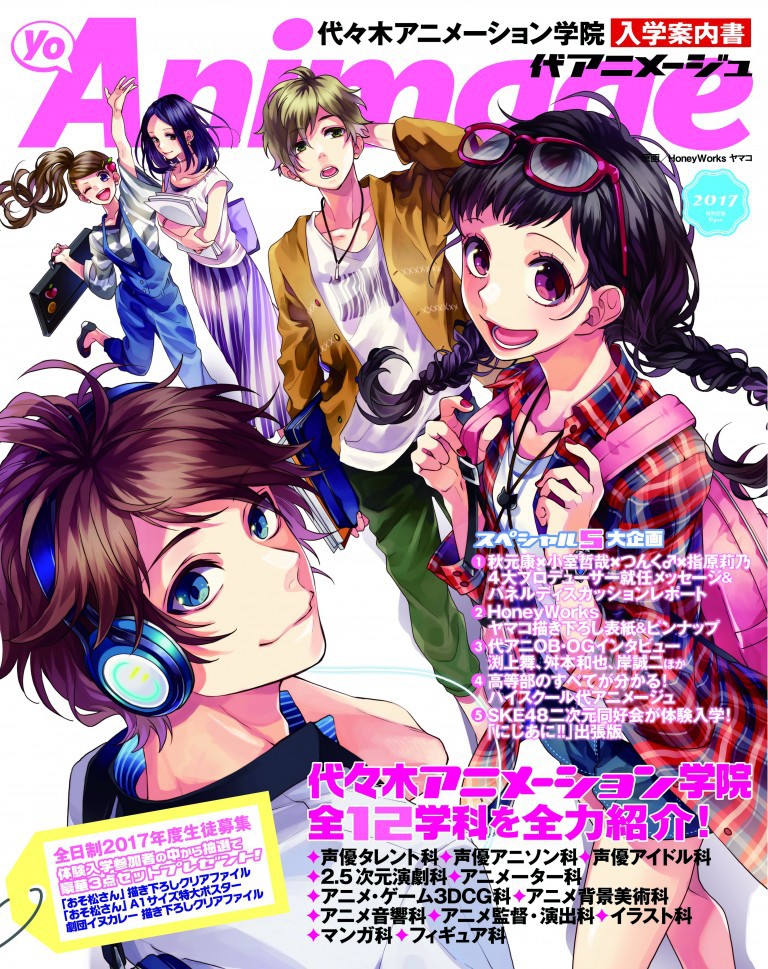 代々木アニメーション学院 入学案内書
yo Animage
代アニメージュ
HoneyWorks ヤマコ
2017
スペシャル5大企画
1 秋元康×小室哲哉×つんく♂×指原莉乃
4大プロデューサー就任メッセージ&
パネルディスカッションレポート
2 HoneyWorks
ヤマコ描き下ろし表紙&ピンナップ
3 代アニOB・OGインタビュー
渕上舞、舛本和也、岸誠二ほか
4 高等部のすべてが分かる!
ハイスクール代アニメージュ
5 SKE48二次元同好会が体験入学!
「にじあに!!」出張版
代々木アニメーション学院
全12学科を全力紹介!
✦声優タレント科✦声優アニソン科✦声優アイドル科
✦2.5次元演劇科✦アニメーター科
✦アニメ・ゲーム3DCG科✦アニメ背景美術科
✦アニメ音響科✦アニメ監督・演出科✦イラスト科
✦マンガ科✦フィギュア科
全日制2017年度生徒募集
体験入学参加者の中から抽選で
豪華3点セットプレゼント!
「おそ松さん」描き下ろしクリアファイル
「おそ松さん」A1サイズ特大ポスター
劇団イヌカレー 描き下ろしクリアファイル